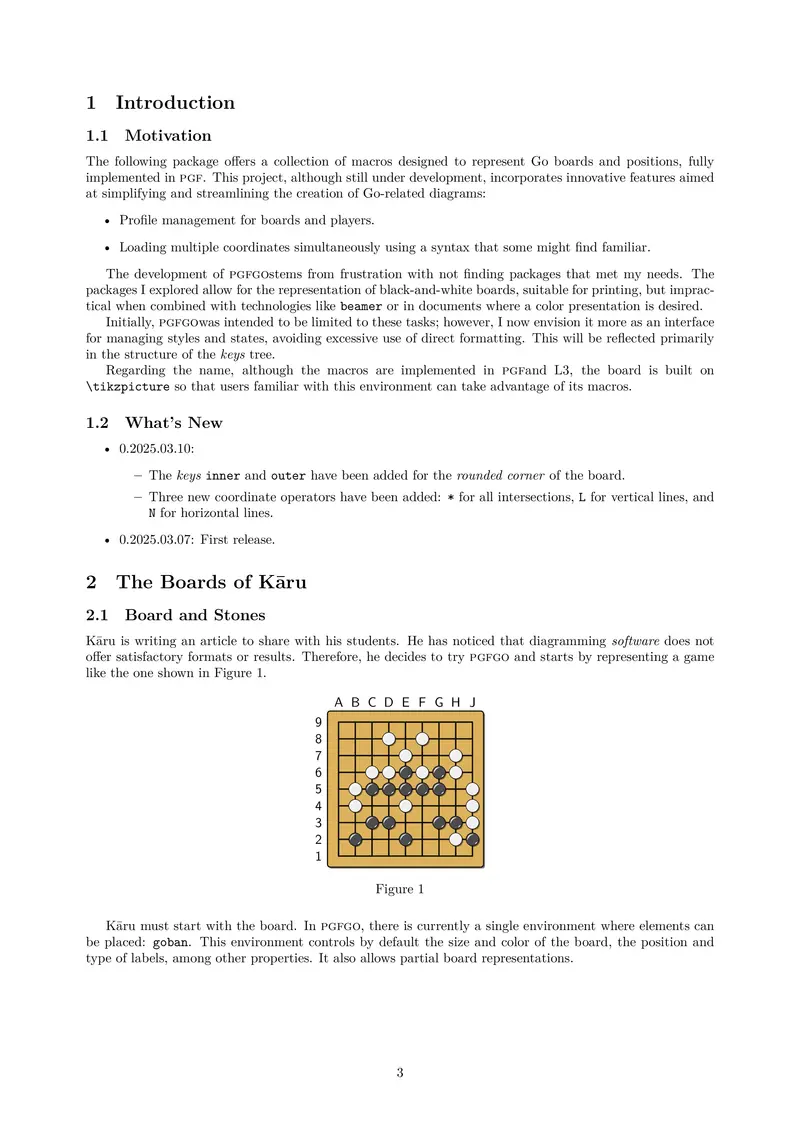 1 Introduction
1.1 Motivation
The following package offers a collection of macros designed to represent Go boards and positions, fully
implemented in PGF. This project, although still under development, incorporates innovative features aimed
at simplifying and streamlining the creation of Go-related diagrams:
• Profile management for boards and players.
• Loading multiple coordinates simultaneously using a syntax that some might find familiar.
The development of PGFGOstems from frustration with not finding packages that met my needs. The
packages I explored allow for the representation of black-and-white boards, suitable for printing, but imprac-
tical when combined with technologies like beamer or in documents where a color presentation is desired.
Initially, PGFGOwas intended to be limited to these tasks; however, I now envision it more as an interface
for managing styles and states, avoiding excessive use of direct formatting. This will be reflected primarily
in the structure of the keys tree.
Regarding the name, although the macros are implemented in PGFand L3, the board is built on
\tikzpicture so that users familiar with this environment can take advantage of its macros.
1.2 What's New
• 0.2025.03.10:
– The keys inner and outer have been added for the rounded corner of the board.
– Three new coordinate operators have been added: * for all intersections, L for vertical lines, and
N for horizontal lines.
• 0.2025.03.07: First release.
2 The Boards of Kāru
2.1 Board and Stones
Kāru is writing an article to share with his students. He has noticed that diagramming software does not
offer satisfactory formats or results. Therefore, he decides to try PGFGO and starts by representing a game
like the one shown in Figure 1.
A B C D E F G H J
9
8
7
6
5
4
3
2
1
Figure 1
Kāru must start with the board. In PGFGO, there is currently a single environment where elements can
be placed: goban. This environment controls by default the size and color of the board, the position and
type of labels, among other properties. It also allows partial board representations.
3